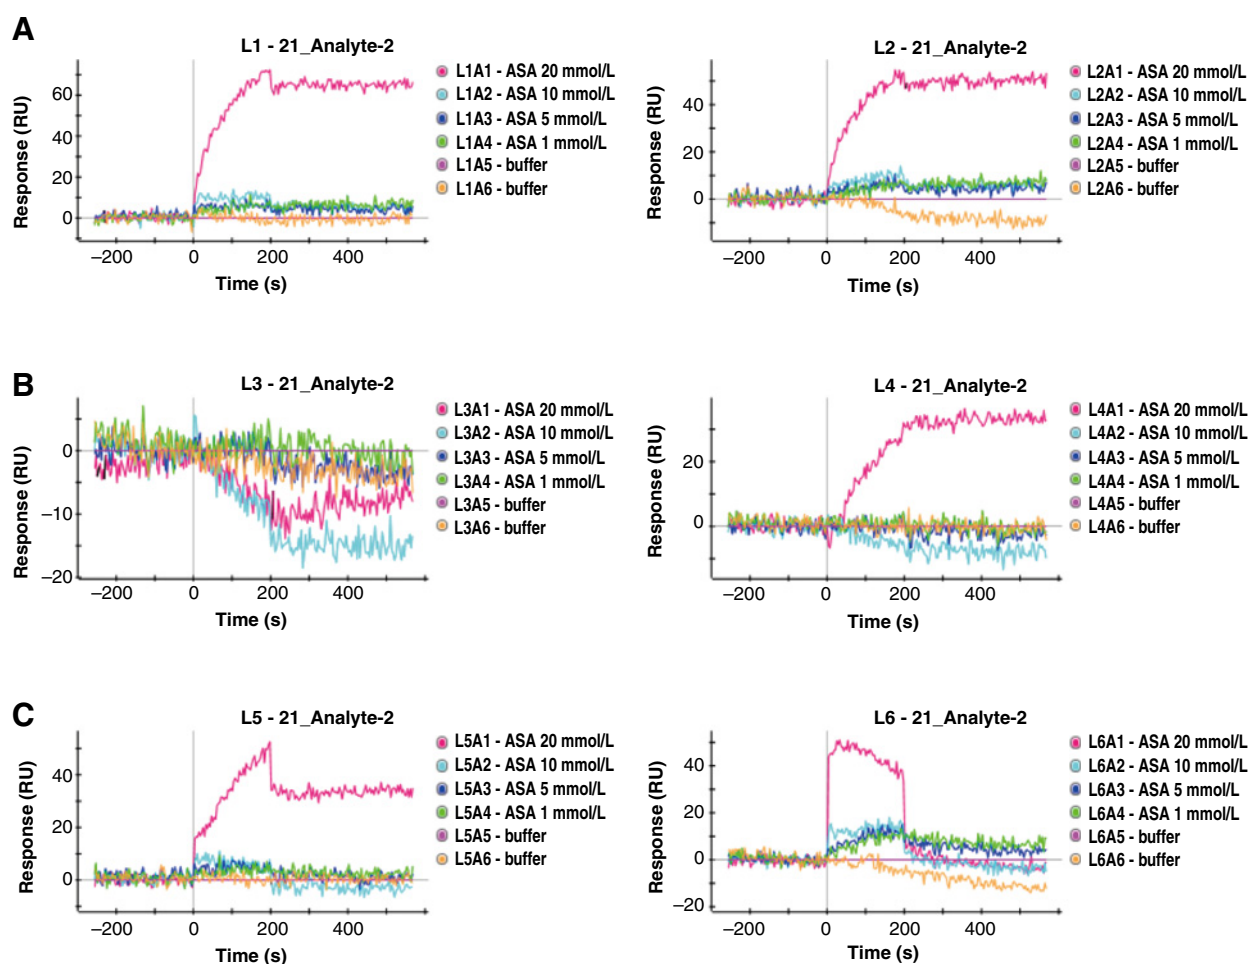 A
L1 - 21_Analyte-2
Response (RU)
60
40
20
0
−200 0 200 400
Time (s)
L1A1 - ASA 20 mmol/L
L1A2 - ASA 10 mmol/L
L1A3 - ASA 5 mmol/L
L1A4 - ASA 1 mmol/L
L1A5 - buffer
L1A6 - buffer
L2 - 21_Analyte-2
Response (RU)
40
20
0
−200 0 200 400
Time (s)
L2A1 - ASA 20 mmol/L
L2A2 - ASA 10 mmol/L
L2A3 - ASA 5 mmol/L
L2A4 - ASA 1 mmol/L
L2A5 - buffer
L2A6 - buffer
B
L3 - 21_Analyte-2
Response (RU)
0
−10
−20
−200 0 200 400
Time (s)
L3A1 - ASA 20 mmol/L
L3A2 - ASA 10 mmol/L
L3A3 - ASA 5 mmol/L
L3A4 - ASA 1 mmol/L
L3A5 - buffer
L3A6 - buffer
L4 - 21_Analyte-2
Response (RU)
20
0
−200 0 200 400
Time (s)
L4A1 - ASA 20 mmol/L
L4A2 - ASA 10 mmol/L
L4A3 - ASA 5 mmol/L
L4A4 - ASA 1 mmol/L
L4A5 - buffer
L4A6 - buffer
C
L5 - 21_Analyte-2
Response (RU)
40
20
0
−200 0 200 400
Time (s)
L5A1 - ASA 20 mmol/L
L5A2 - ASA 10 mmol/L
L5A3 - ASA 5 mmol/L
L5A4 - ASA 1 mmol/L
L5A5 - buffer
L5A6 - buffer
L6 - 21_Analyte-2
Response (RU)
40
20
0
−20
−200 0 200 400
Time (s)
L6A1 - ASA 20 mmol/L
L6A2 - ASA 10 mmol/L
L6A3 - ASA 5 mmol/L
L6A4 - ASA 1 mmol/L
L6A5 - buffer
L6A6 - buffer